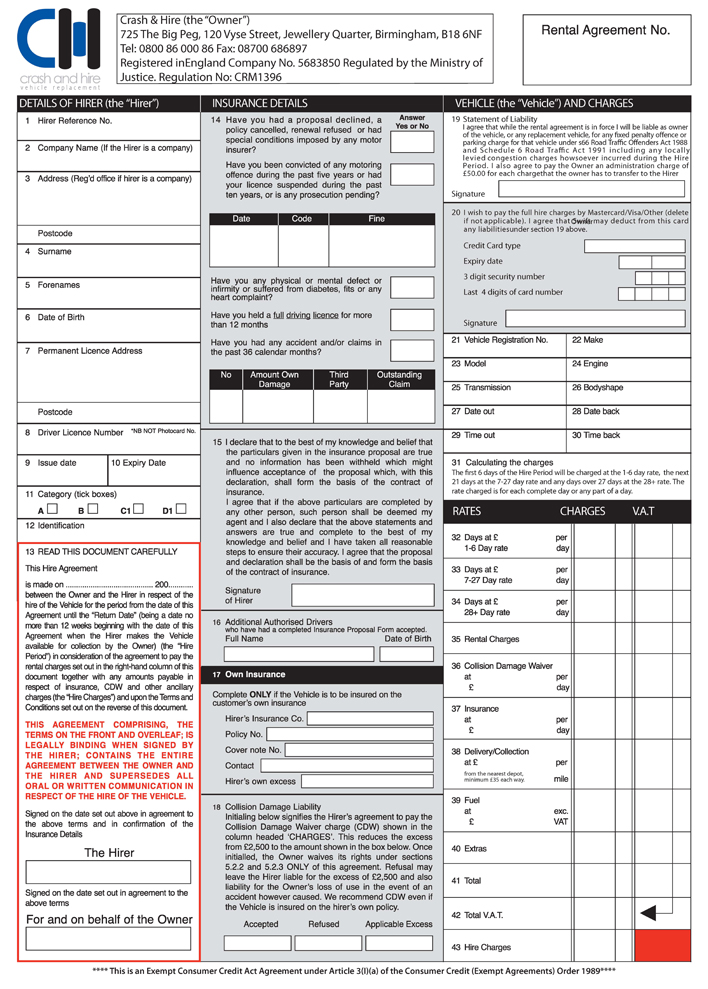 crash and hire
vehicle replacement
Crash & Hire (the “Owner”)
725 The Big Peg, 120 Vyse Street, Jewellery Quarter, Birmingham, B18 6NF
Tel: 0800 86 000 86 Fax: 08700 686897
Registered inEngland Company No. 5683850 Regulated by the Ministry of
Justice. Regulation No: CRM1396
Rental Agreement No.
DETAILS OF HIRER (the “Hirer”)
1 Hirer Reference No.
2 Company Name (If the Hirer is a company)
3 Address (Reg'd office if hirer is a company)
Postcode
4 Surname
5 Forenames
6 Date of Birth
7 Permanent Licence Address
Postcode
8 Driver Licence Number *NB NOT Photocard No.
9 Issue date
10 Expiry Date
11 Category (tick boxes)
A B C1 D1
12 Identification
13 READ THIS DOCUMENT CAREFULLY
This Hire Agreement
is made on .......................................... 200............
between the Owner and the Hirer in respect of the
hire of the Vehicle for the period from the date of this
Agreement until the “Return Date” (being a date no
more than 12 weeks beginning with the date of this
Agreement when the Hirer makes the Vehicle
available for collection by the Owner) (the “Hire
Period”) in consideration of the agreement to pay the
rental charges set out in the right-hand column of this
document together with any amounts payable in
respect of insurance, CDW and other ancillary
charges (the “Hire Charges”) and upon the Terms and
Conditions set out on the reverse of this document.
THIS AGREEMENT COMPRISING, THE
TERMS ON THE FRONT AND OVERLEAF; IS
LEGALLY BINDING WHEN SIGNED BY
THE HIRER; CONTAINS THE ENTIRE
AGREEMENT BETWEEN THE OWNER AND
THE HIRER AND SUPERSEDES ALL
ORAL OR WRITTEN COMMUNICATION IN
RESPECT OF THE HIRE OF THE VEHICLE.
Signed on the date set out above in agreement to
the above terms and in confirmation of the
Insurance Details
The Hirer
Signed on the date set out in agreement to the
above terms
For and on behalf of the Owner
INSURANCE DETAILS
14 Have you had a proposal declined, a
policy cancelled, renewal refused or had
special conditions imposed by any motor
insurer?
Answer
Yes or No
Have you been convicted of any motoring
offence during the past five years or had
your licence suspended during the past
ten years, or is any prosecution pending?
Date Code Fine
Have you any physical or mental defect or
infirmity or suffered from diabetes, fits or any
heart complaint?
Have you held a full driving licence for more
than 12 months
Have you had any accident and/or claims in
the past 36 calendar months?
No Amount Own Third Outstanding
Damage Party Claim
15 I declare that to the best of my knowledge and belief that
the particulars given in the insurance proposal are true
and no information has been withheld which might
influence acceptance of the proposal which, with this
declaration, shall form the basis of the contract of
insurance.
I agree that if the above particulars are completed by
any other person, such person shall be deemed my
agent and I also declare that the above statements and
answers are true and complete to the best of my
knowledge and belief and I have taken all reasonable
steps to ensure their accuracy. I agree that the proposal
and declaration shall be the basis of and form the basis
of the contract of insurance.
Signature
of Hirer
16 Additional Authorised Drivers
who have had a completed Insurance Proposal Form accepted.
Full Name Date of Birth
17 Own Insurance
Complete ONLY if the Vehicle is to be insured on the
customer's own insurance
Hirer's Insurance Co.
Policy No.
Cover note No.
Contact
Hirer's own excess
18 Collision Damage Liability
Initialing below signifies the Hirer's agreement to pay the
Collision Damage Waiver charge (CDW) shown in the
column headed 'CHARGES'. This reduces the excess
from £2,500 to the amount shown in the box below. Once
initialled, the Owner waives its rights under sections
5.2.2 and 5.2.3 ONLY of this agreement. Refusal may
leave the Hirer liable for the excess of £2,500 and also
liability for the Owner's loss of use in the event of an
accident however caused. We recommend CDW even if
the Vehicle is insured on the hirer's own policy.
Accepted Refused Applicable Excess
VEHICLE (the “Vehicle”) AND CHARGES
19 Statement of Liability
I agree that while the rental agreement is in force I will be liable as owner
of the vehicle, or any replacement vehicle, for any fixed penalty offence or
parking charge for that vehicle under s66 Road Traffic Offenders Act 1988
and Schedule 6 Road Traffic Act 1991 including any locally
levied congestion charges howsoever incurred during the Hire
Period. I also agree to pay the Owner an administration charge of
£50.00 for each chargethat the owner has to transfer to the Hirer
Signature
20 I wish to pay the full hire charges by Mastercard/Visa/Other (delete
if not applicable). I agree that Owner may deduct from this card
any liabilitiesunder section 19 above.
Credit Card type
Expiry date
3 digit security number
Last 4 digits of card number
Signature
21 Vehicle Registration No.
22 Make
23 Model
24 Engine
25 Transmission
26 Bodyshape
27 Date out
28 Date back
29 Time out
30 Time back
31 Calculating the charges
The first 6 days of the Hire Period will be charged at the 1-6 day rate, the next
21 days at the 7-27 day rate and any days over 27 days at the 28+ rate. The
rate charged is for each complete day or any part of a day.
RATES CHARGES V.A.T
32 Days at £ per
1-6 Day rate day
33 Days at £ per
7-27 Day rate day
34 Days at £ per
28+ Day rate day
35 Rental Charges
36 Collision Damage Waiver
at per
£ day
37 Insurance
at per
£ day
38 Delivery/Collection
at £ per
from the nearest depot,
minimum £35 each way. mile
39 Fuel
at exc.
£ VAT
40 Extras
41 Total
42 Total V.A.T.
43 Hire Charges
**** This is an Exempt Consumer Credit Act Agreement under Article 3(I)(a) of the Consumer Credit (Exempt Agreements) Order 1989****